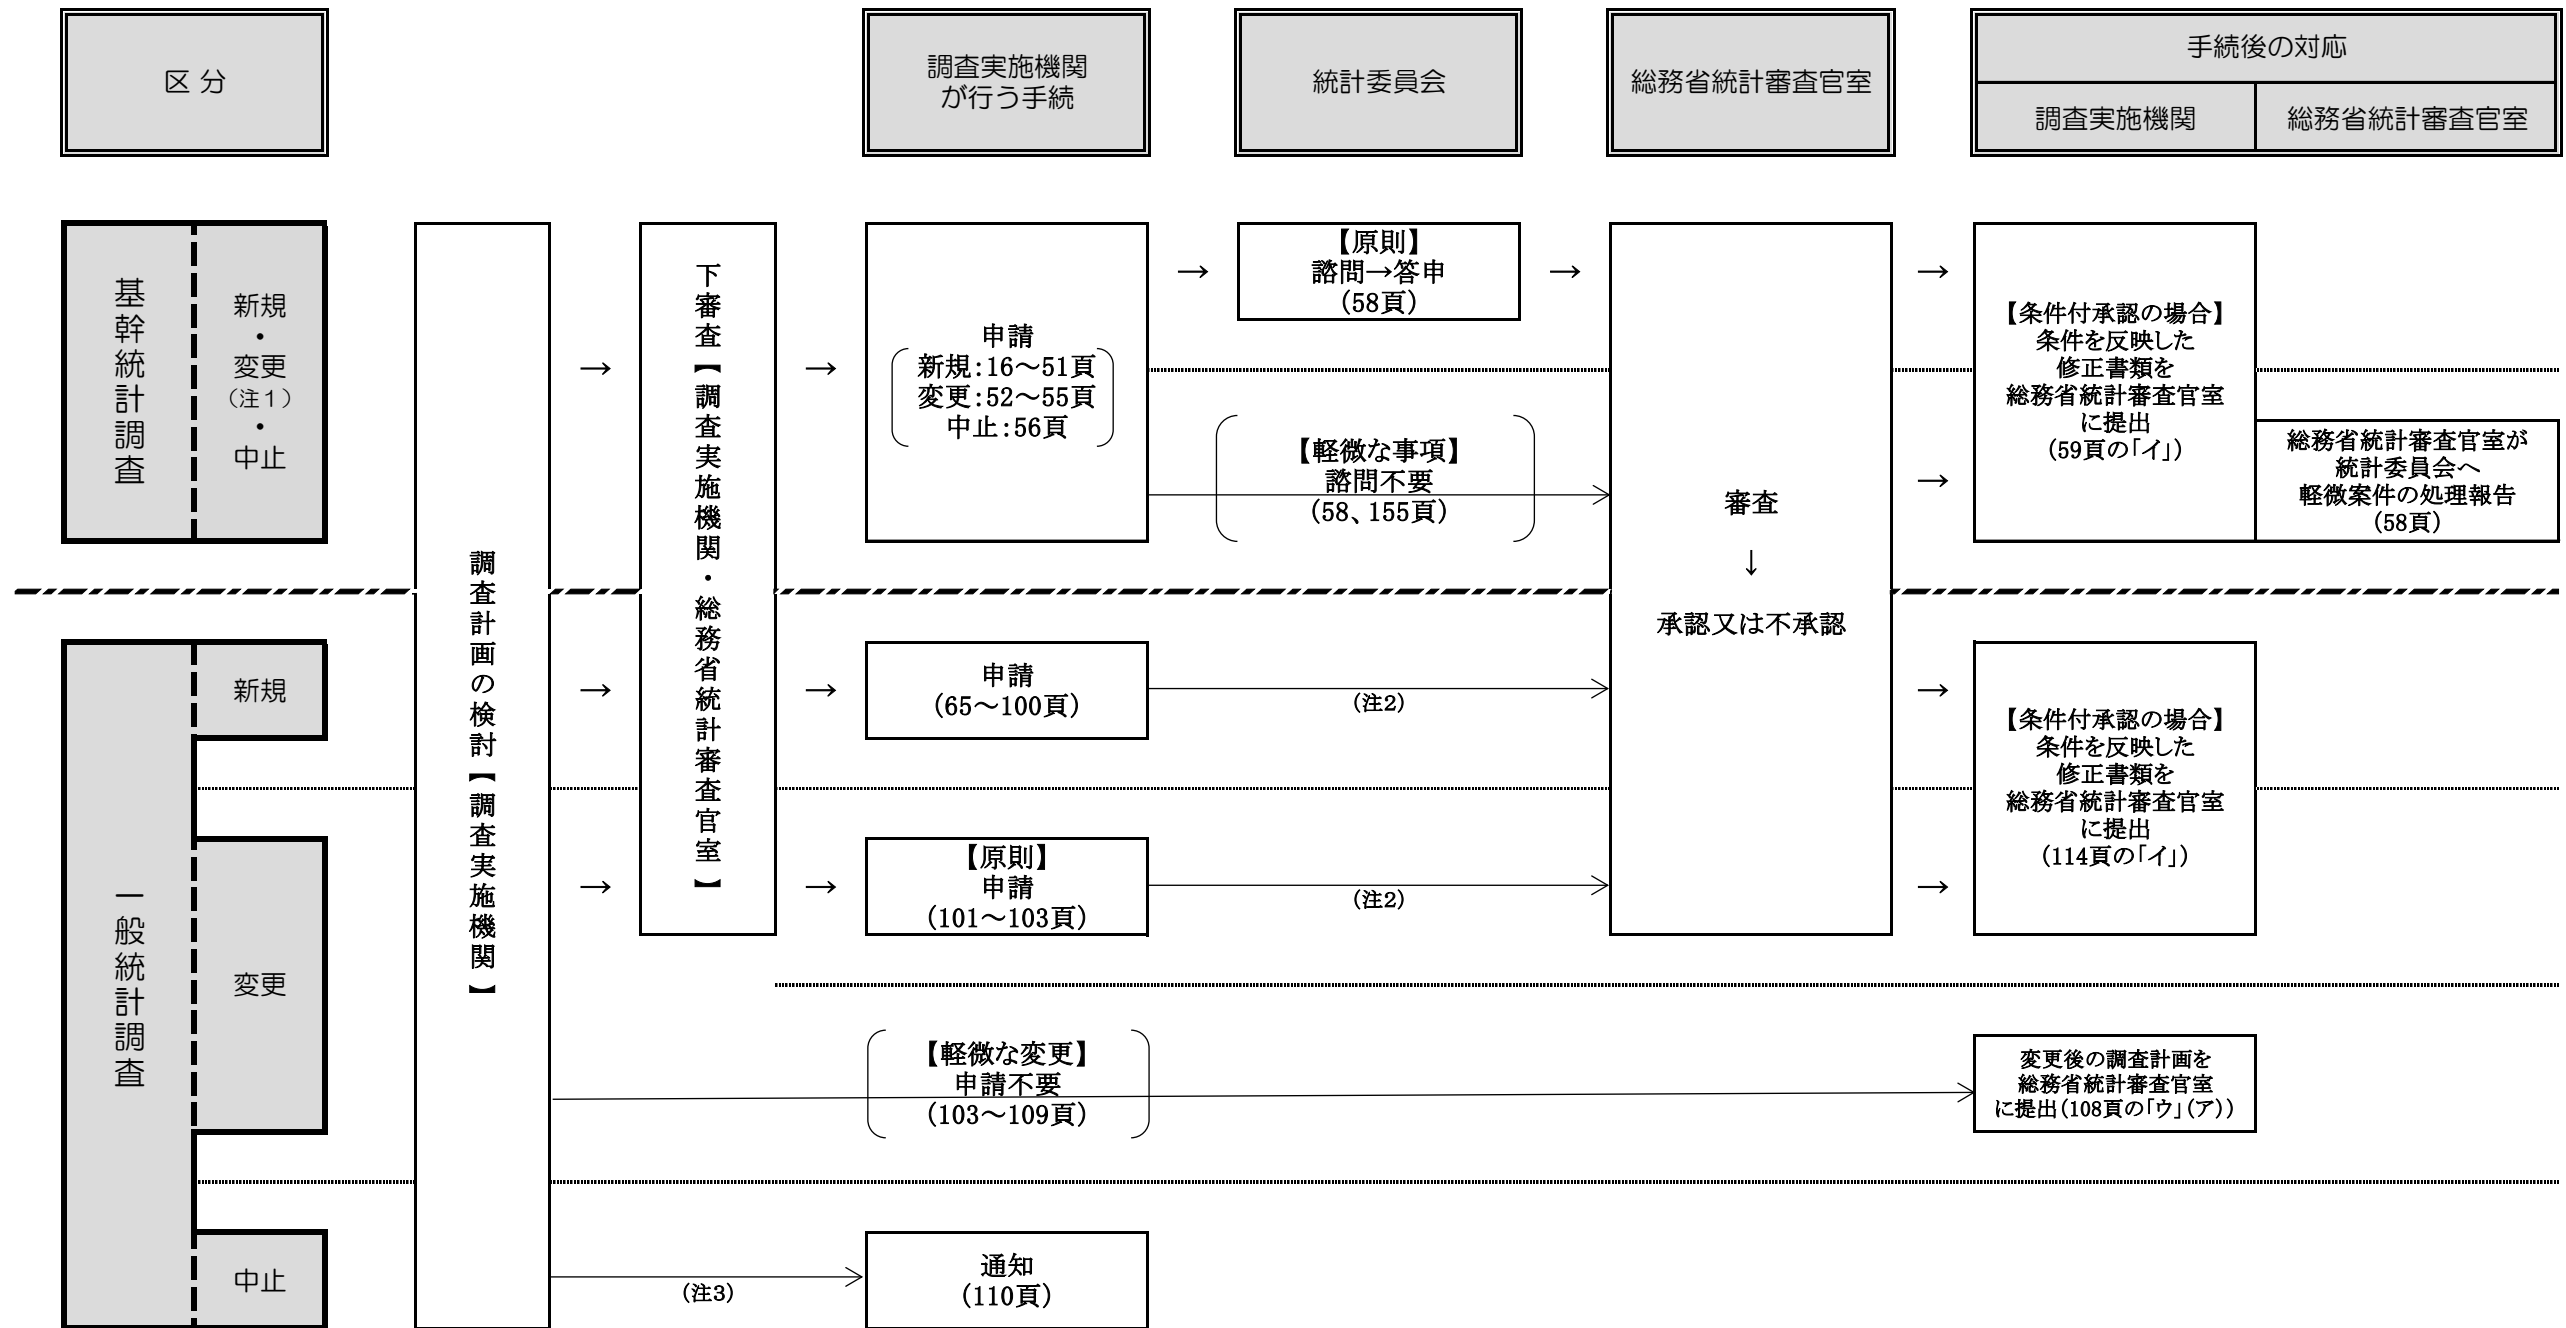 区 分
調査実施機関
が行う手続
統計委員会
総務省統計審査官室
手続後の対応
調査実施機関
総務省統計審査官室
基幹統計調査
新規
・
変更
（注１）
・
中止
調査計画の検討【調査実施機関】
→
下審査【調査実施機関・総務省統計審査官室】
→
申請
新規：16～51頁
変更：52～55頁
中止：56頁
→
【原則】
諮問→答申
（58頁）
→
【軽微な事項】
諮問不要
（58、155頁）
審査
↓
承認又は不承認
→
→
【条件付承認の場合】
条件を反映した
修正書類を
総務省統計審査官室
に提出
（59頁の「イ」）
総務省統計審査官室が
統計委員会へ
軽微案件の処理報告
（58頁）
一般統計調査
新規
→
→
申請
（65～100頁）
（注2）
→
【条件付承認の場合】
条件を反映した
修正書類を
総務省統計審査官室
に提出
（114頁の「イ」）
変更
→
→
【原則】
申請
（101～103頁）
（注2）
→
【軽微な変更】
申請不要
（103～109頁）
変更後の調査計画を
総務省統計審査官室
に提出（108頁の「ウ」（ア））
中止
（注3）
通知
（110頁）